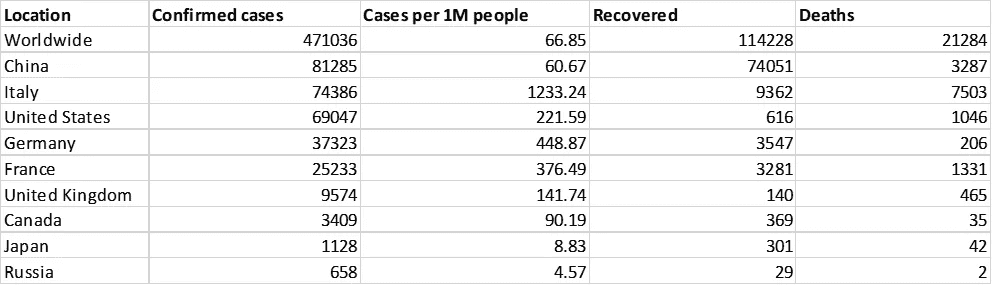 Location Confirmed cases Cases per 1M people Recovered Deaths
Worldwide 471036 66.85 114228 21284
China 81285 60.67 74051 3287
Italy 74386 1233.24 9362 7503
United States 69047 221.59 616 1046
Germany 37323 448.87 3547 206
France 25233 376.49 3281 1331
United Kingdom 9574 141.74 140 465
Canada 3409 90.19 369 35
Japan 1128 8.83 301 42
Russia 658 4.57 29 2